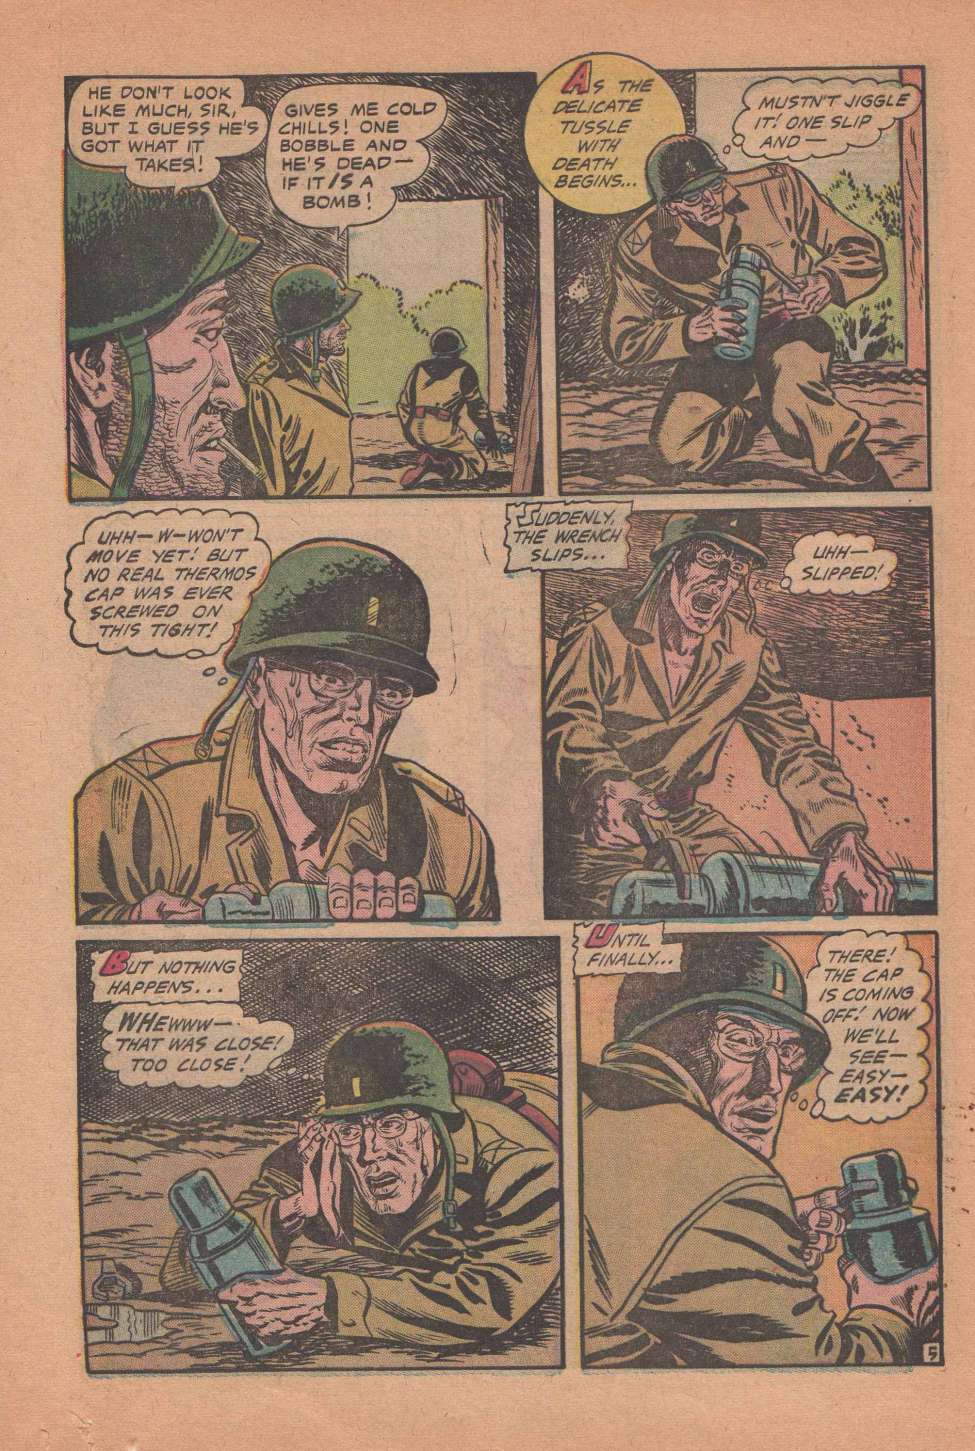 HE DON'T LOOK
LIKE MUCH, SIR,
BUT I GUESS HE'S
GOT WHAT IT
TAKES!
GIVES ME COLD
CHILLS! ONE
BOBBLE AND
HE'S DEAD—
IF IT IS A
BOMB!
AS THE
DELICATE
TUSSLE
WITH
DEATH
BEGINS...
MUSTN'T JIGGLE
IT! ONE SLIP
AND—
UHH—W-WON'T
MOVE YET! BUT
NO REAL THERMOS
CAP WAS EVER
SCREWED ON
THIS TIGHT!
SUDDENLY,
THE WRENCH
SLIPS...
UHH—
SLIPPED!
BUT NOTHING
HAPPENS...
WHEWWW—
THAT WAS CLOSE!
TOO CLOSE!
UNTIL
FINALLY...
THERE!
THE CAP
IS COMING
OFF! NOW
WE'LL
SEE—
EASY—
EASY!
5